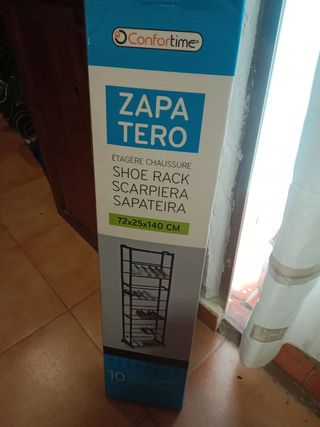 Confortime®
ZAPA
TERO
ÉTAGÈRE CHAUSSURE
SHOE RACK
SCARPIERA
SAPATEIRA
72x25x140 CM
10